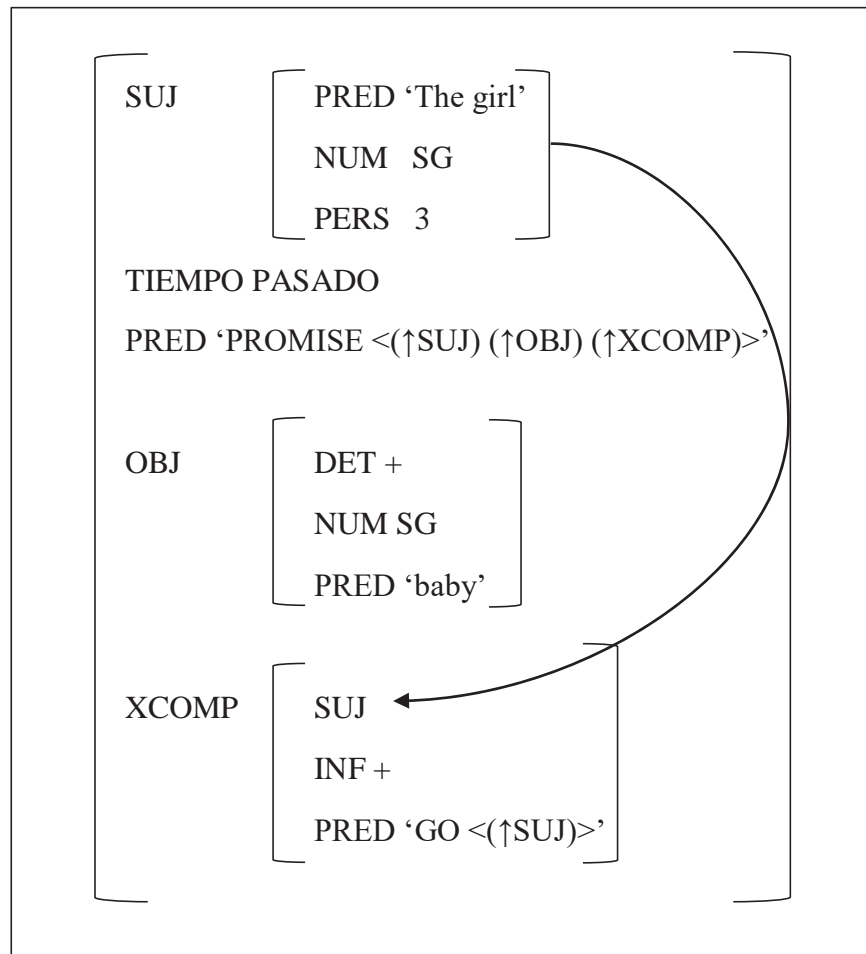 SUJ PRED ‘The girl’
NUM SG
PERS 3
TIEMPO PASADO
PRED ‘PROMISE <(↑SUJ) (↑OBJ) (↑XCOMP)>’
OBJ DET +
NUM SG
PRED ‘baby’
XCOMP SUJ
INF +
PRED ‘GO <(↑SUJ)>’